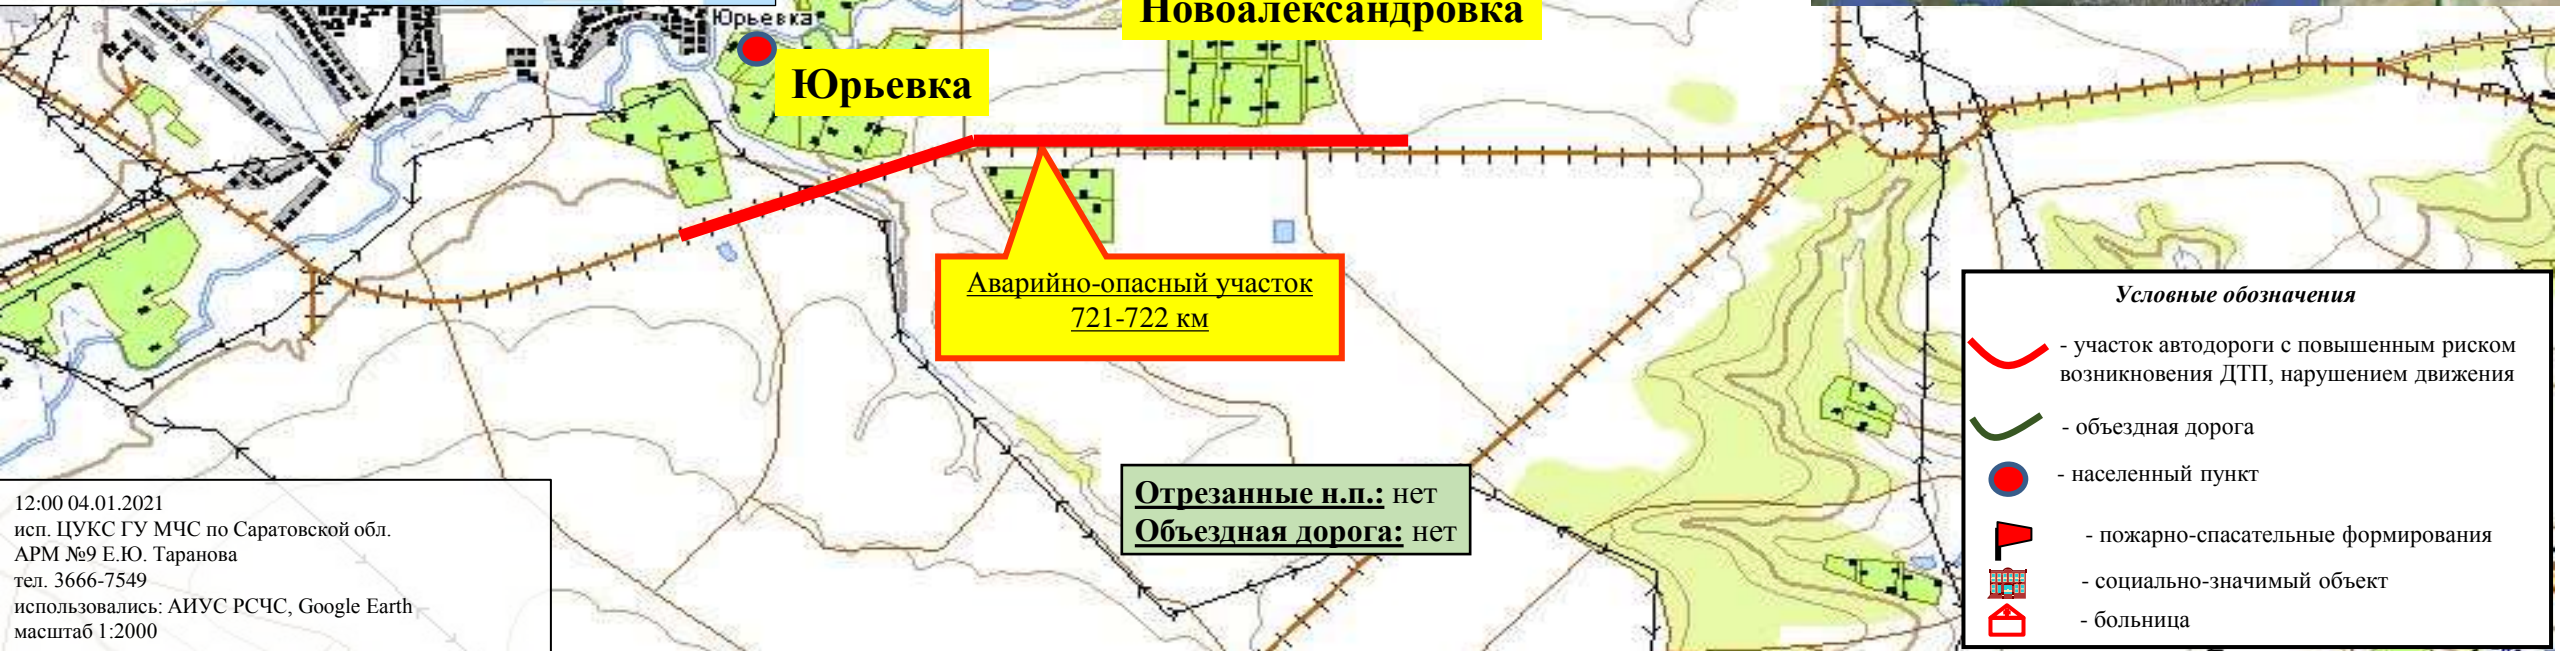 Юрьевка
Новоалександровка
Юрьевка
Аварийно-опасный участок
721-722 км
Условные обозначения
- участок автодороги с повышенным риском
возникновения ДТП, нарушением движения
- объездная дорога
- населенный пункт
- пожарно-спасательные формирования
- социально-значимый объект
- больница
Отрезанные н.п.: нет
Объездная дорога: нет
12:00 04.01.2021
исп. ЦУКС ГУ МЧС по Саратовской обл.
АРМ №9 Е.Ю. Таранова
тел. 3666-7549
использовались: АИУС РСЧС, Google Earth
масштаб 1:2000